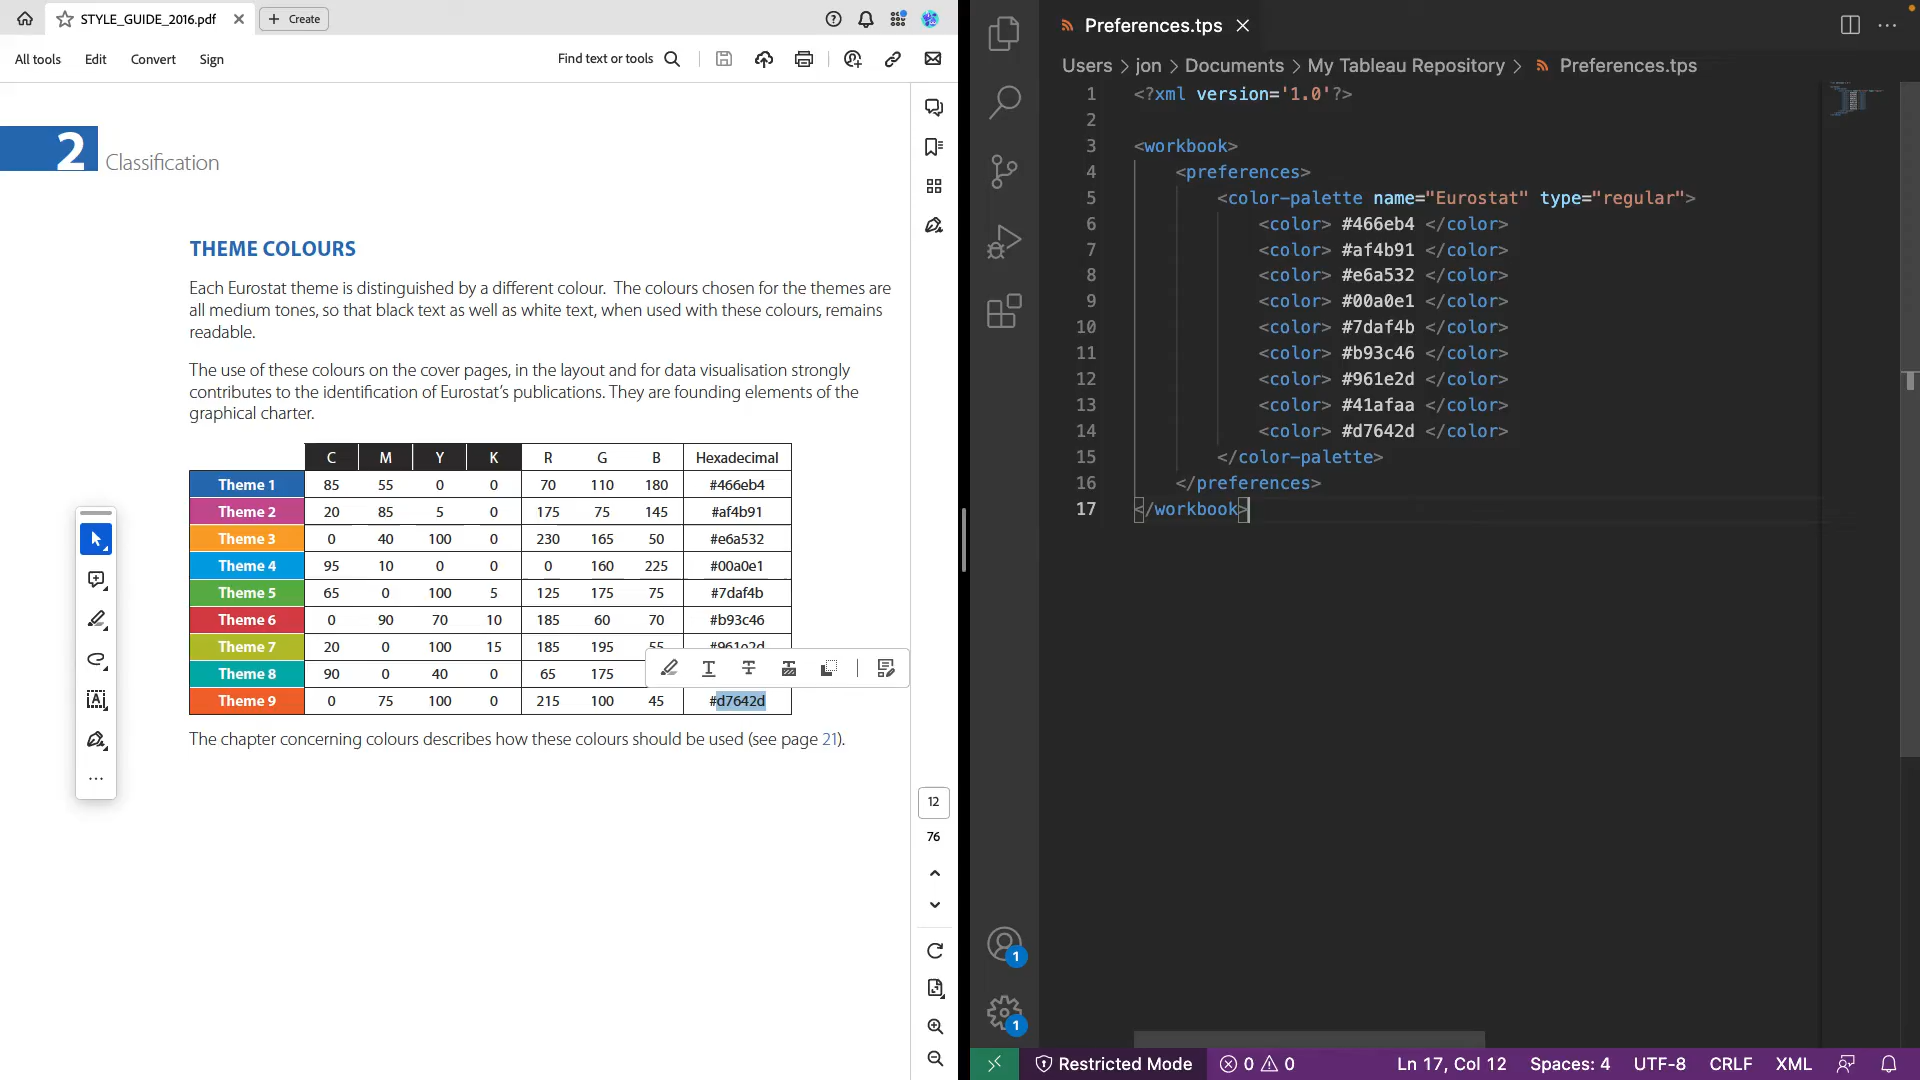 STYLE_GUIDE_2016.pdf
Create
All tools
Edit
Convert
Sign
Find text or tools
2
Classification
THEME COLOURS
Each Eurostat theme is distinguished by a different colour. The colours chosen for the themes are
all medium tones, so that black text as well as white text, when used with these colours, remains
readable.
The use of these colours on the cover pages, in the layout and for data visualisation strongly
contributes to the identification of Eurostat's publications. They are founding elements of the
graphical charter.
C M Y K R G B Hexadecimal
Theme 1 85 55 0 0 70 110 180 #466eb4
Theme 2 20 85 5 0 175 75 145 #af4b91
Theme 3 0 40 100 0 230 165 50 #e6a532
Theme 4 95 10 0 0 0 160 225 #00a0e1
Theme 5 65 0 100 5 125 175 75 #7daf4b
Theme 6 0 90 70 10 185 60 70 #b93c46
Theme 7 20 0 100 15 185 195 55 #961e2d
Theme 8 90 0 40 0 65 175
Theme 9 0 75 100 0 215 100 45 #d7642d
The chapter concerning colours describes how these colours should be used (see page 21).
12
76
Preferences.tps
Users > jon > Documents > My Tableau Repository > Preferences.tps
1 <?xml version='1.0'?>
2
3 <workbook>
4 <preferences>
5 <color-palette name="Eurostat" type="regular">
6 <color> #466eb4 </color>
7 <color> #af4b91 </color>
8 <color> #e6a532 </color>
9 <color> #00a0e1 </color>
10 <color> #7daf4b </color>
11 <color> #b93c46 </color>
12 <color> #961e2d </color>
13 <color> #41afaa </color>
14 <color> #d7642d </color>
15 </color-palette>
16 </preferences>
17 </workbook>
1
1
Restricted Mode
0
0
Ln 17, Col 12
Spaces: 4
UTF-8
CRLF
XML